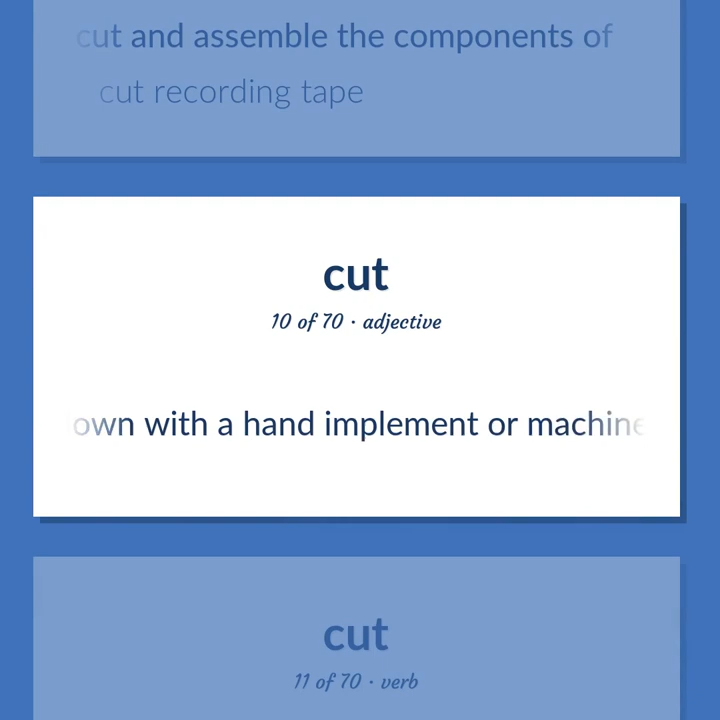 cut and assemble the components of
cut recording tape
cut
10 of 70 · adjective
own with a hand implement or machine
cut
11 of 70 · verb